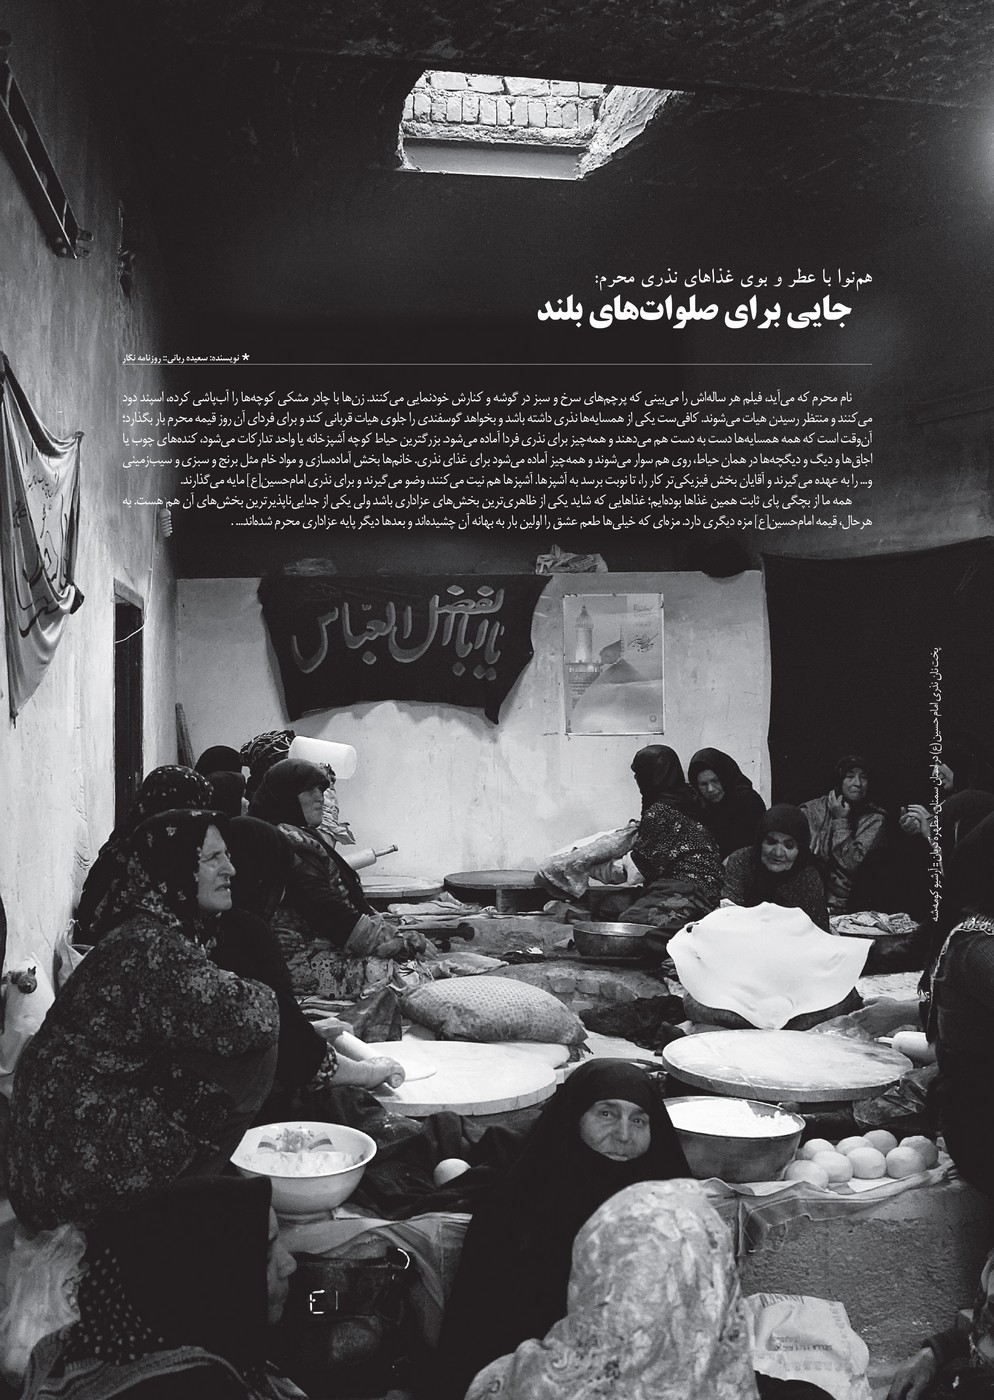 هم‌نوا با عطر و بوی غذاهای نذری محرم:
جایی برای صلوات‌های بلند
* نویسنده: سعیده ربانی:: روزنامه نگار
نام محرم که می‌آید، فیلم هر ساله‌اش را می‌بینی که پرچم‌های سرخ و سبز در گوشه و کنارش خودنمایی می‌کنند. زن‌ها با چادر مشکی کوچه‌ها را آب‌پاشی کرده، اسپند دود
می‌کنند و منتظر رسیدن هیات می‌شوند. کافی‌ست یکی از همسایه‌ها نذری داشته باشد و بخواهد گوسفندی را جلوی هیات قربانی کند و برای فردای آن روز قیمه محرم بار بگذارد؛
آن‌وقت است که همه همسایه‌ها دست به دست هم می‌دهند و همه‌چیز برای نذری فردا آماده می‌شود. بزرگترین حیاط کوچه آشپزخانه یا واحد تدارکات می‌شود، کنده‌های چوب یا
اجاق‌ها و دیگ و دیگچه‌ها در همان حیاط، روی هم سوار می‌شوند و همه‌چیز آماده می‌شود برای غذای نذری. خانم‌ها بخش آماده‌سازی و مواد خام مثل برنج و سبزی و سیب‌زمینی
و... را به عهده می‌گیرند و آقایان بخش فیزیکی‌تر کار را، تا نوبت برسد به آشپزها. آشپزها هم نیت می‌کنند، وضو می‌گیرند و برای نذری امام‌حسین[ع] مایه می‌گذارند.
همه ما از بچگی پای ثابت همین غذاها بوده‌ایم؛ غذاهایی که شاید یکی از ظاهری‌ترین بخش‌های عزاداری باشد ولی یکی از جدایی‌ناپذیرترین بخش‌های آن هم هست. به
هرحال، قیمه امام‌حسین[ع] مزه دیگری دارد. مزه‌ای که خیلی‌ها طعم عشق را اولین بار به بهانه آن چشیده‌اند و بعدها دیگر پایه عزاداری محرم شده‌اند... .
یا اباالفضل العباس
پخت نان نذری امام حسین(ع) در سمنان